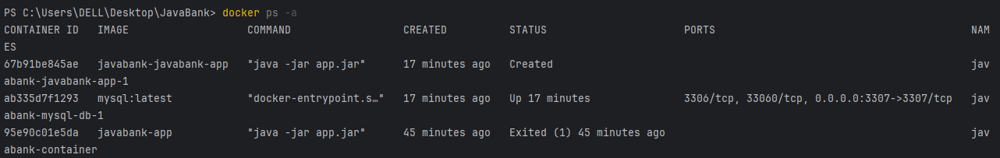 PS C:\Users\DELL\Desktop\JavaBank> docker ps -a
CONTAINER ID   IMAGE                   COMMAND                  CREATED          STATUS                      PORTS                                         NAM
ES
67b91be845ae   javabank-javabank-app   "java -jar app.jar"      17 minutes ago   Created                                                                   jav
abank-javabank-app-1
ab335d7f1293   mysql:latest            "docker-entrypoint.s…"   17 minutes ago   Up 17 minutes               3306/tcp, 33060/tcp, 0.0.0.0:3307->3307/tcp   jav
abank-mysql-db-1
95e90c01e5da   javabank-app            "java -jar app.jar"      45 minutes ago   Exited (1) 45 minutes ago                                                 jav
abank-container